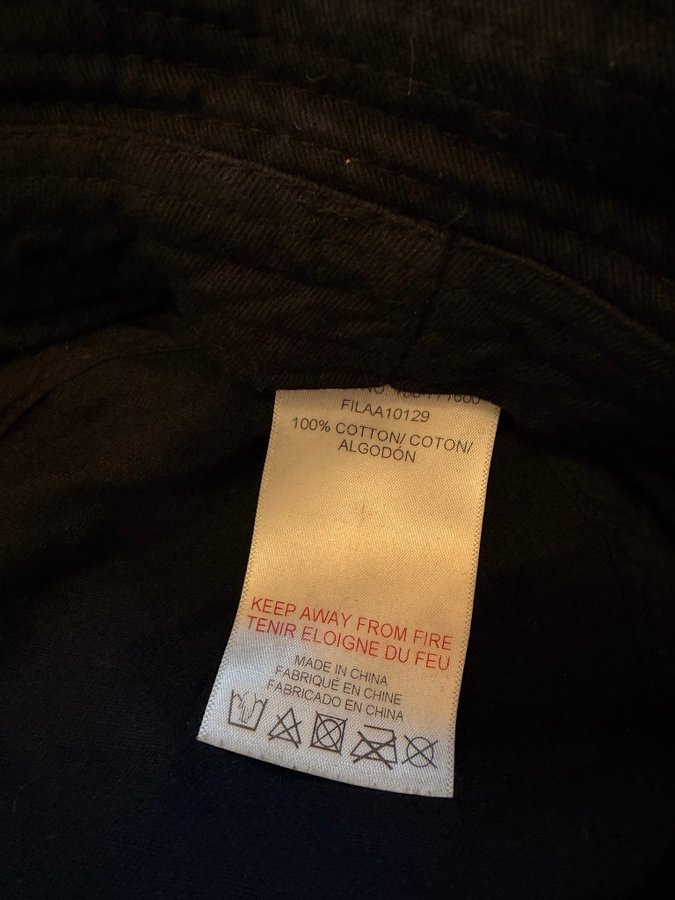 FILAA10129
100% COTTON/ COTON/
ALGODÓN
KEEP AWAY FROM FIRE
TENIR ELOIGNE DU FEU
MADE IN CHINA
FABRIQUÉ EN CHINE
FABRICADO EN CHINA